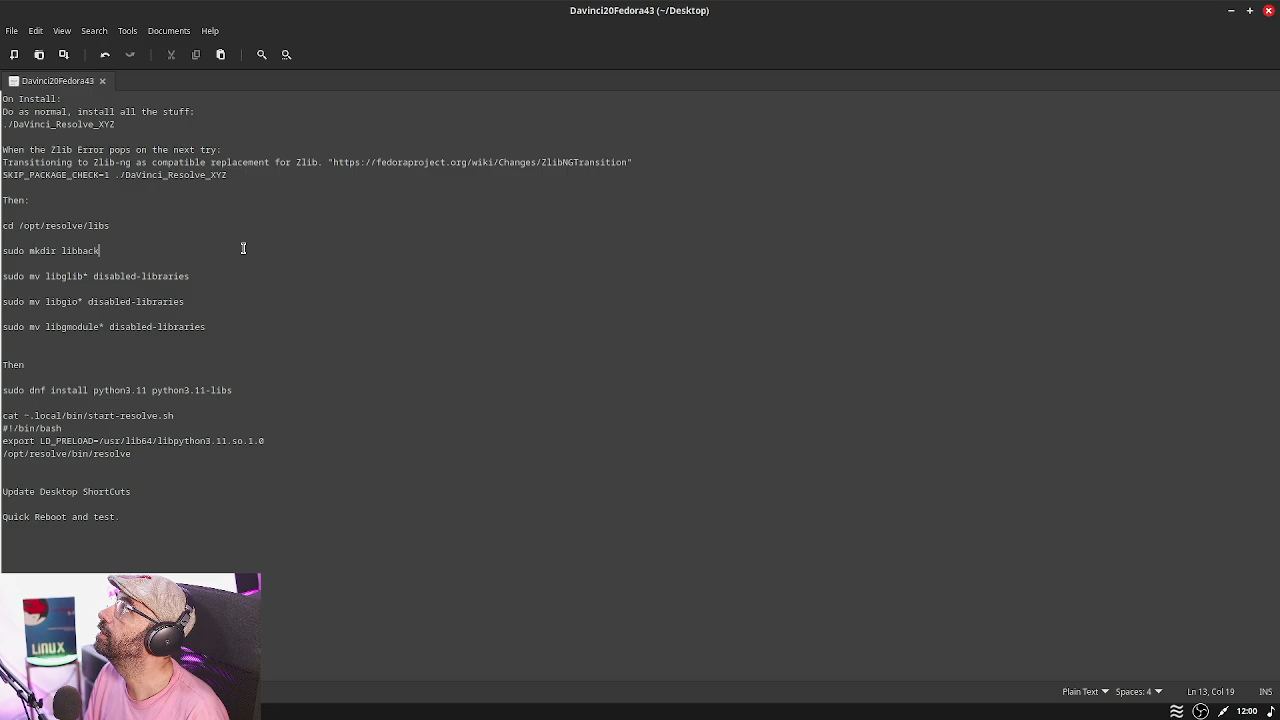 Davinci20Fedora43 (~/Desktop)
File Edit View Search Tools Documents Help
Davinci20Fedora43
On Install:
Do as normal, install all the stuff:
./DaVinci_Resolve_XYZ
When the Zlib Error pops on the next try:
Transitioning to Zlib-ng as compatible replacement for Zlib. "https://fedoraproject.org/wiki/Changes/ZlibNGTransition"
SKIP_PACKAGE_CHECK=1 ./DaVinci_Resolve_XYZ
Then:
cd /opt/resolve/libs
sudo mkdir libback
sudo mv libglib* disabled-libraries
sudo mv libgio* disabled-libraries
sudo mv libgmodule* disabled-libraries
Then
sudo dnf install python3.11 python3.11-libs
cat ~.local/bin/start-resolve.sh
#!/bin/bash
export LD_PRELOAD=/usr/lib64/libpython3.11.so.1.0
/opt/resolve/bin/resolve
Update Desktop ShortCuts
Quick Reboot and test.
LINUX
Plain Text Spaces: 4 Ln 13, Col 19 INS
12:00